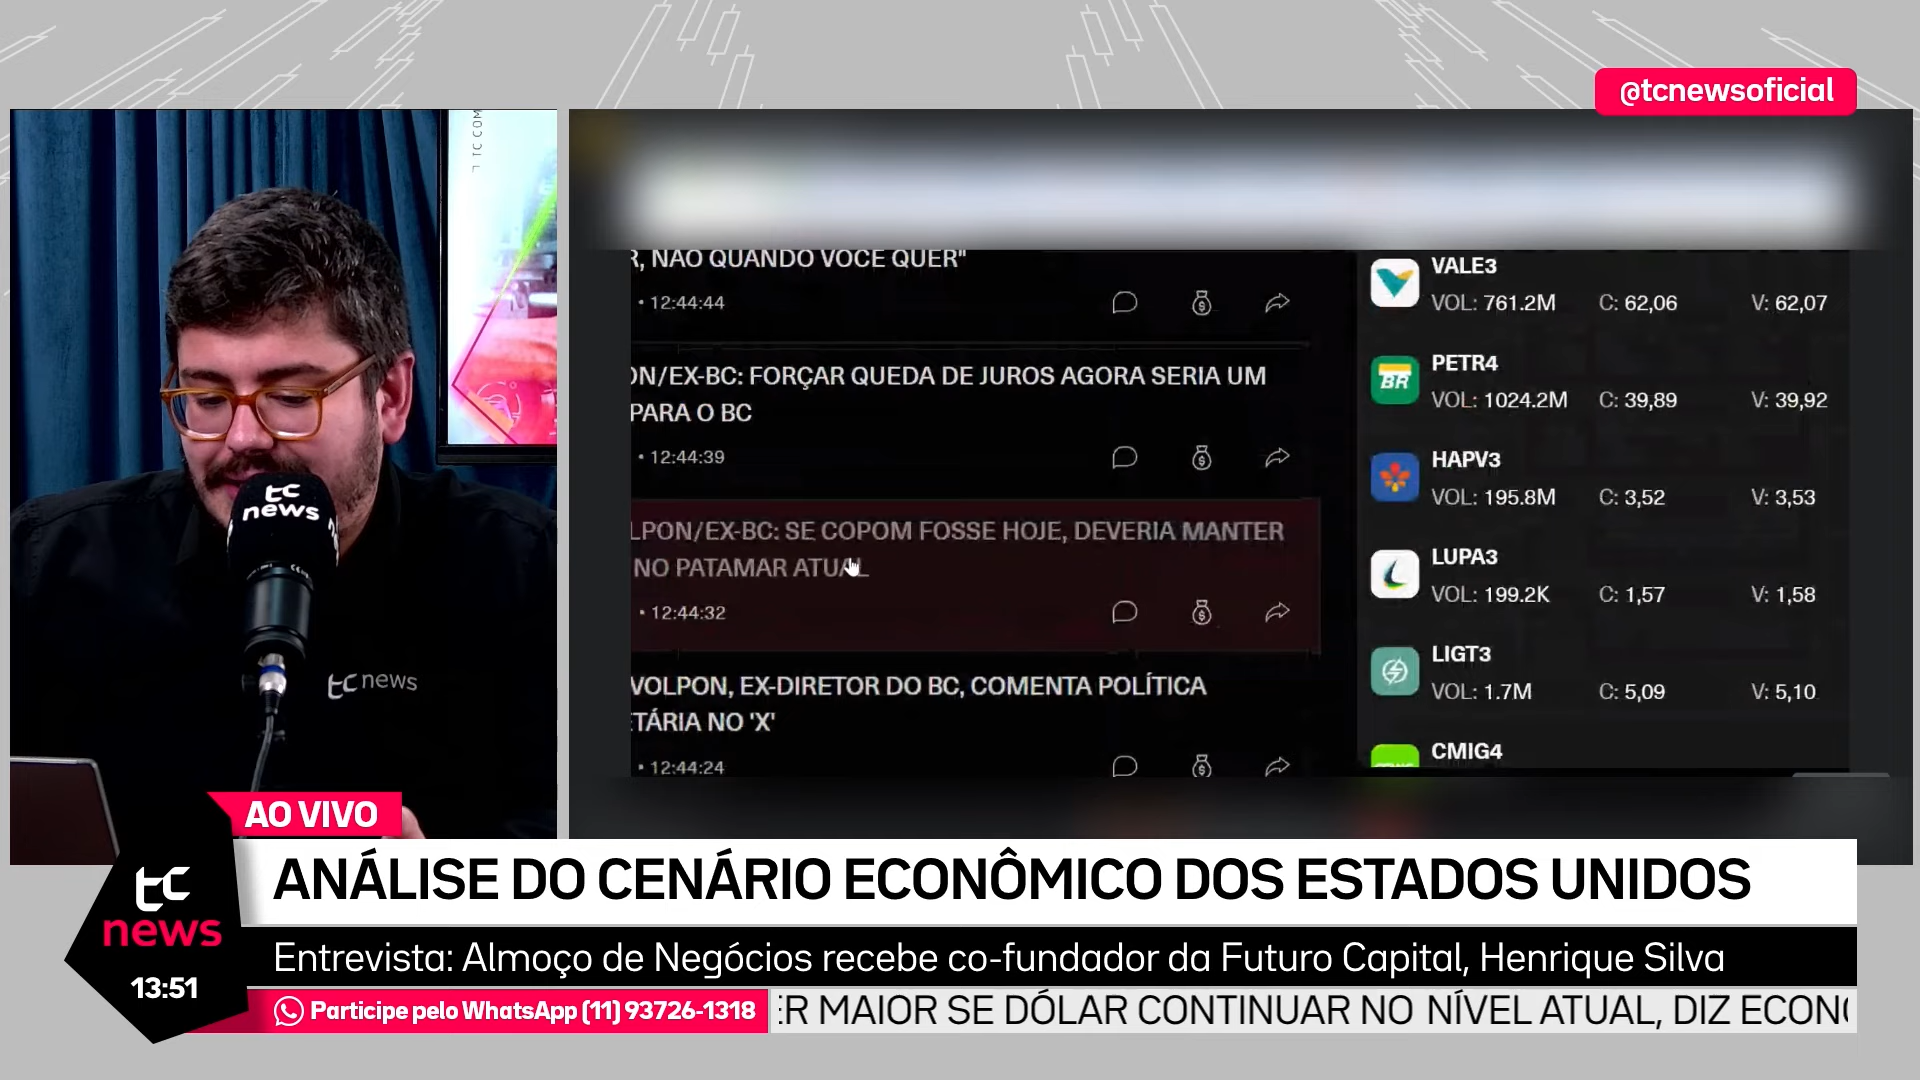 @tcnewsoficial
TC COM
R, NAO QUANDO VOCE QUER"
• 12:44:44
ON/EX-BC: FORÇAR QUEDA DE JUROS AGORA SERIA UM
PARA O BC
• 12:44:39
LPON/EX-BC: SE COPOM FOSSE HOJE, DEVERIA MANTER
NO PATAMAR ATUAL
• 12:44:32
VOLPON, EX-DIRETOR DO BC, COMENTA POLÍTICA
ETÁRIA NO 'X'
• 12:44:24
VALE3
VOL: 761.2M C: 62,06 V: 62,07
PETR4
VOL: 1024.2M C: 39,89 V: 39,92
HAPV3
VOL: 195.8M C: 3,52 V: 3,53
LUPA3
VOL: 199.2K C: 1,57 V: 1,58
LIGT3
VOL: 1.7M C: 5,09 V: 5,10
CMIG4
BR
tc
news
tc news
AO VIVO
ANÁLISE DO CENÁRIO ECONÔMICO DOS ESTADOS UNIDOS
Entrevista: Almoço de Negócios recebe co-fundador da Futuro Capital, Henrique Silva
tc
news
13:51
Participe pelo WhatsApp (11) 93726-1318
ER MAIOR SE DÓLAR CONTINUAR NO NÍVEL ATUAL, DIZ ECONO